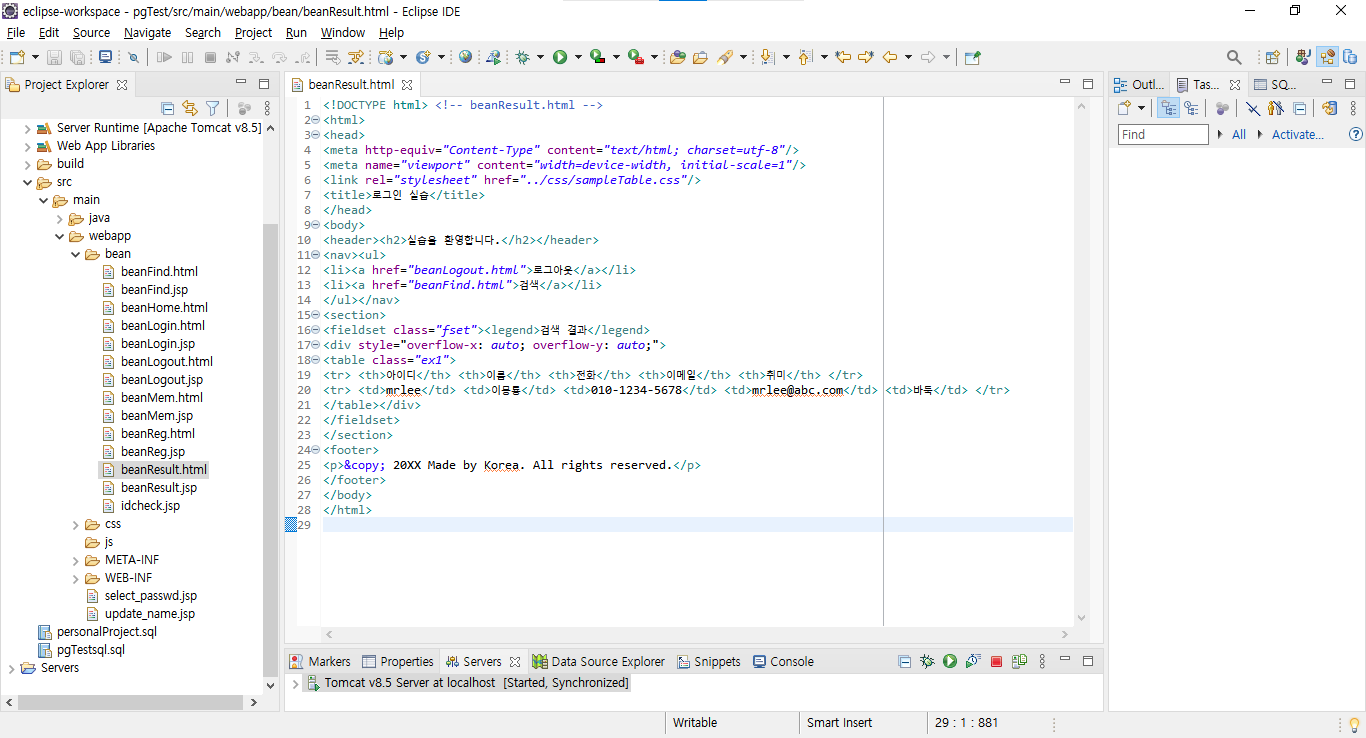 eclipse-workspace - pgTest/src/main/webapp/bean/beanResult.html - Eclipse IDE
File Edit Source Navigate Search Project Run Window Help
Project Explorer
Server Runtime [Apache Tomcat v8.5]
Web App Libraries
build
src
main
java
webapp
bean
beanFind.html
beanFind.jsp
beanHome.html
beanLogin.html
beanLogin.jsp
beanLogout.html
beanLogout.jsp
beanMem.html
beanMem.jsp
beanReg.html
beanReg.jsp
beanResult.html
beanResult.jsp
idcheck.jsp
css
js
META-INF
WEB-INF
select_passwd.jsp
update_name.jsp
personalProject.sql
pgTestsql.sql
Servers
beanResult.html
1 <!DOCTYPE html> <!-- beanResult.html -->
2 <html>
3 <head>
4 <meta http-equiv="Content-Type" content="text/html; charset=utf-8"/>
5 <meta name="viewport" content="width=device-width, initial-scale=1"/>
6 <link rel="stylesheet" href="../css/sampleTable.css"/>
7 <title>로그인 실습</title>
8 </head>
9 <body>
10 <header><h2>실습을 환영합니다.</h2></header>
11 <nav><ul>
12 <li><a href="beanLogout.html">로그아웃</a></li>
13 <li><a href="beanFind.html">검색</a></li>
14 </ul></nav>
15 <section>
16 <fieldset class="fset"><legend>검색 결과</legend>
17 <div style="overflow-x: auto; overflow-y: auto;">
18 <table class="ex1">
19 <tr> <th>아이디</th> <th>이름</th> <th>전화</th> <th>이메일</th> <th>취미</th> </tr>
20 <tr> <td>mrlee</td> <td>이몽룡</td> <td>010-1234-5678</td> <td>mrlee@abc.com</td> <td>바둑</td> </tr>
21 </table></div>
22 </fieldset>
23 </section>
24 <footer>
25 <p>&copy; 20XX Made by Korea. All rights reserved.</p>
26 </footer>
27 </body>
28 </html>
29
Outl... Tas... SQ...
Find All Activate...
Markers Properties Servers Data Source Explorer Snippets Console
Tomcat v8.5 Server at localhost [Started, Synchronized]
Writable Smart Insert 29 : 1 : 881